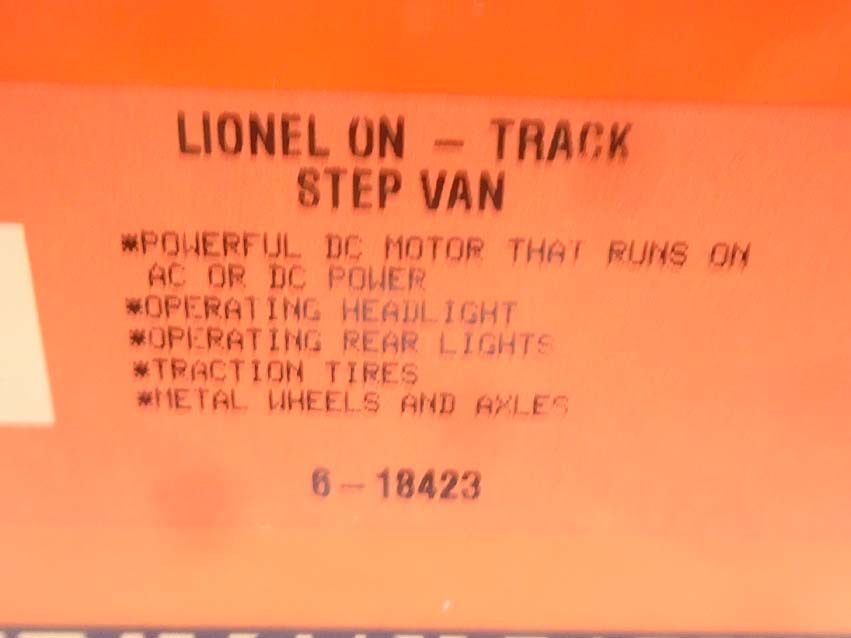 LIONEL ON - TRACK
STEP VAN
*POWERFUL DC MOTOR THAT RUNS ON
AC OR DC POWER
*OPERATING HEADLIGHT
*OPERATING REAR LIGHTS
*TRACTION TIRES
*METAL WHEELS AND AXLES
6-18423